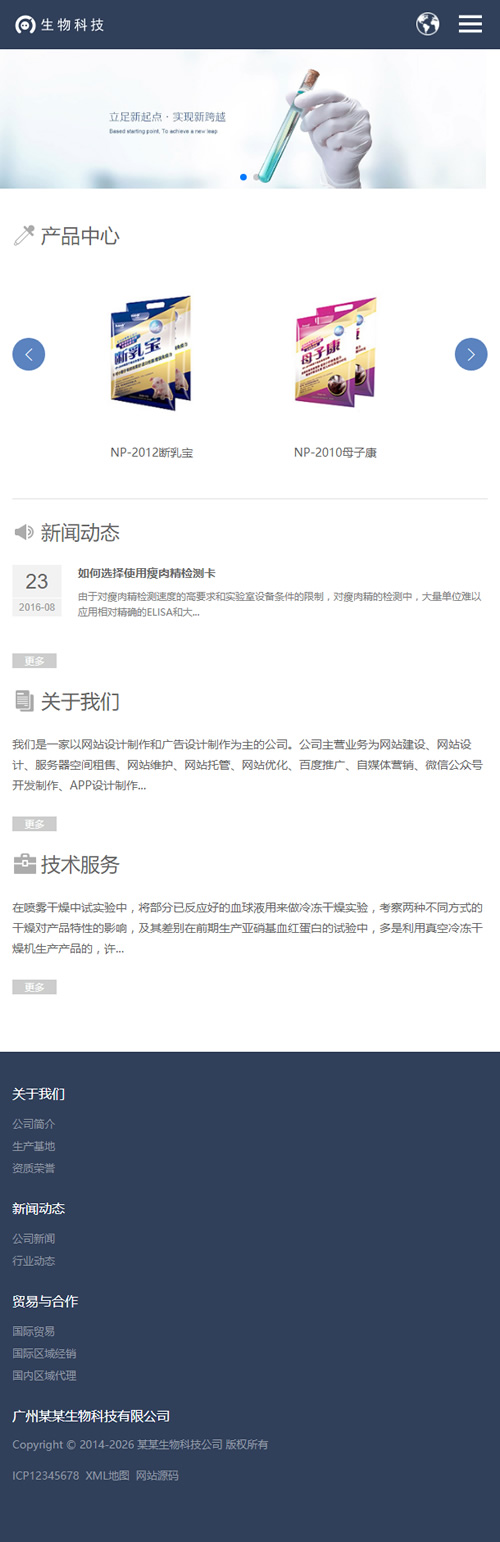 生物科技
立足新起点·实现新跨越
Based starting point, To achieve a new leap
产品中心
断乳宝
母子康
NP-2012断乳宝
NP-2010母子康
新闻动态
23
2016-08
如何选择使用瘦肉精检测卡
由于对瘦肉精检测速度的高要求和实验室设备条件的限制，对瘦肉精的检测中，大量单位难以
应用相对精确的ELISA和大...
更多
关于我们
我们是一家以网站设计制作和广告设计制作为主的公司。公司主营业务为网站建设、网站设
计、服务器空间租售、网站维护、网站托管、网站优化、百度推广、自媒体营销、微信公众号
开发制作、APP设计制作...
更多
技术服务
在喷雾干燥中试实验中，将部分已反应好的血球液用来做冷冻干燥实验，考察两种不同方式的
干燥对产品特性的影响，及其差别在前期生产亚硝基血红蛋白的试验中，多是利用真空冷冻干
燥机生产产品的，许...
更多
关于我们
公司简介
生产基地
资质荣誉
新闻动态
公司新闻
行业动态
贸易与合作
国际贸易
国际区域经销
国内区域代理
广州某某生物科技有限公司
Copyright © 2014-2026 某某生物科技公司 版权所有
ICP12345678 XML地图 网站源码